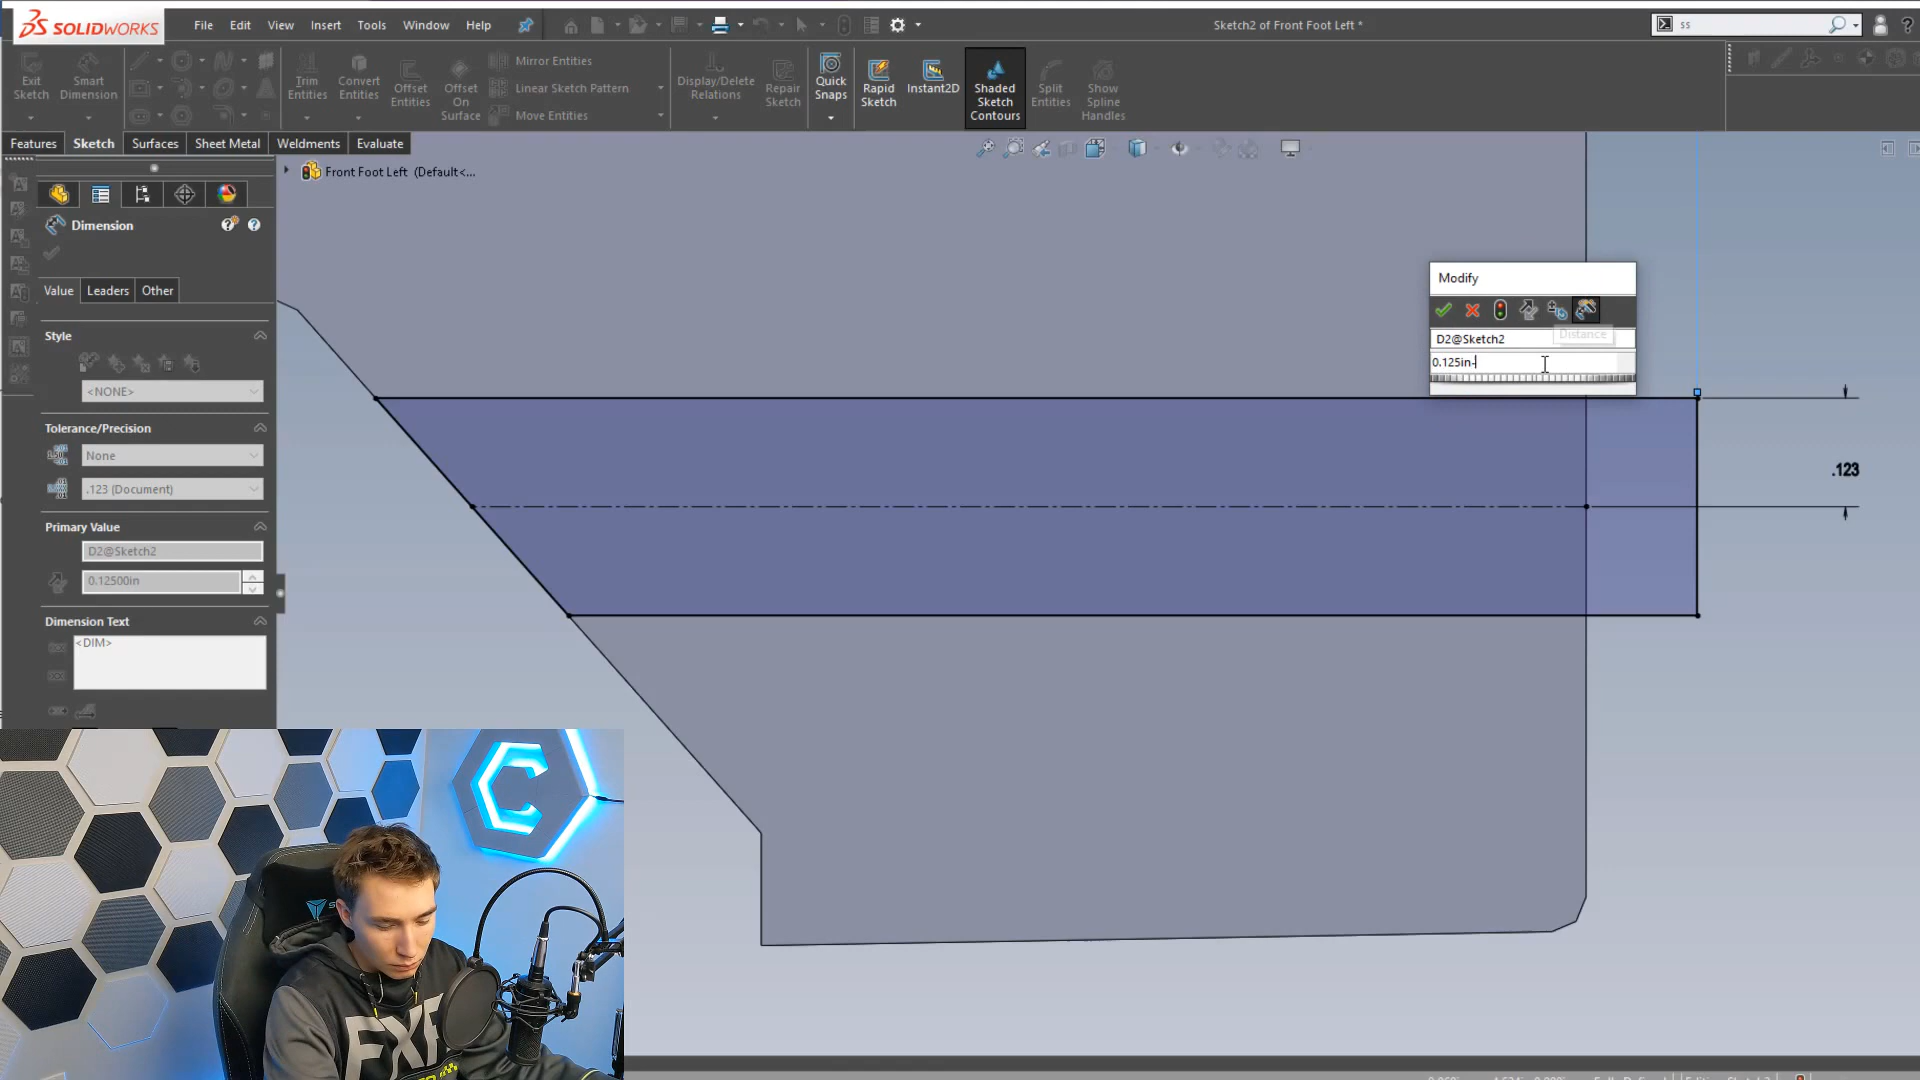 SOLIDWORKS
File Edit View Insert Tools Window Help
Sketch2 of Front Foot Left *
ss
Exit Sketch
Smart Dimension
Trim Entities
Convert Entities
Offset Entities
Offset On Surface
Mirror Entities
Linear Sketch Pattern
Move Entities
Display/Delete Relations
Repair Sketch
Quick Snaps
Rapid Sketch
Instant2D
Shaded Sketch Contours
Split Entities
Show Spline Handles
Features Sketch Surfaces Sheet Metal Weldments Evaluate
Front Foot Left (Default<...
Dimension
Value Leaders Other
Style
<NONE>
Tolerance/Precision
None
.123 (Document)
Primary Value
D2@Sketch2
0.12500in
Dimension Text
<DIM>
Modify
D2@Sketch2
Distance
0.125in-
.123
FXR